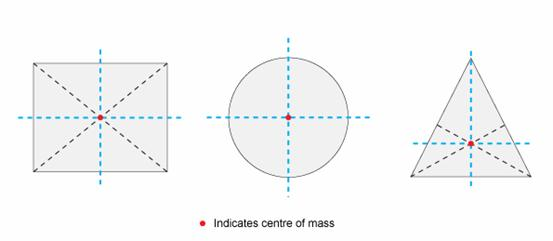 Indicates centre of mass